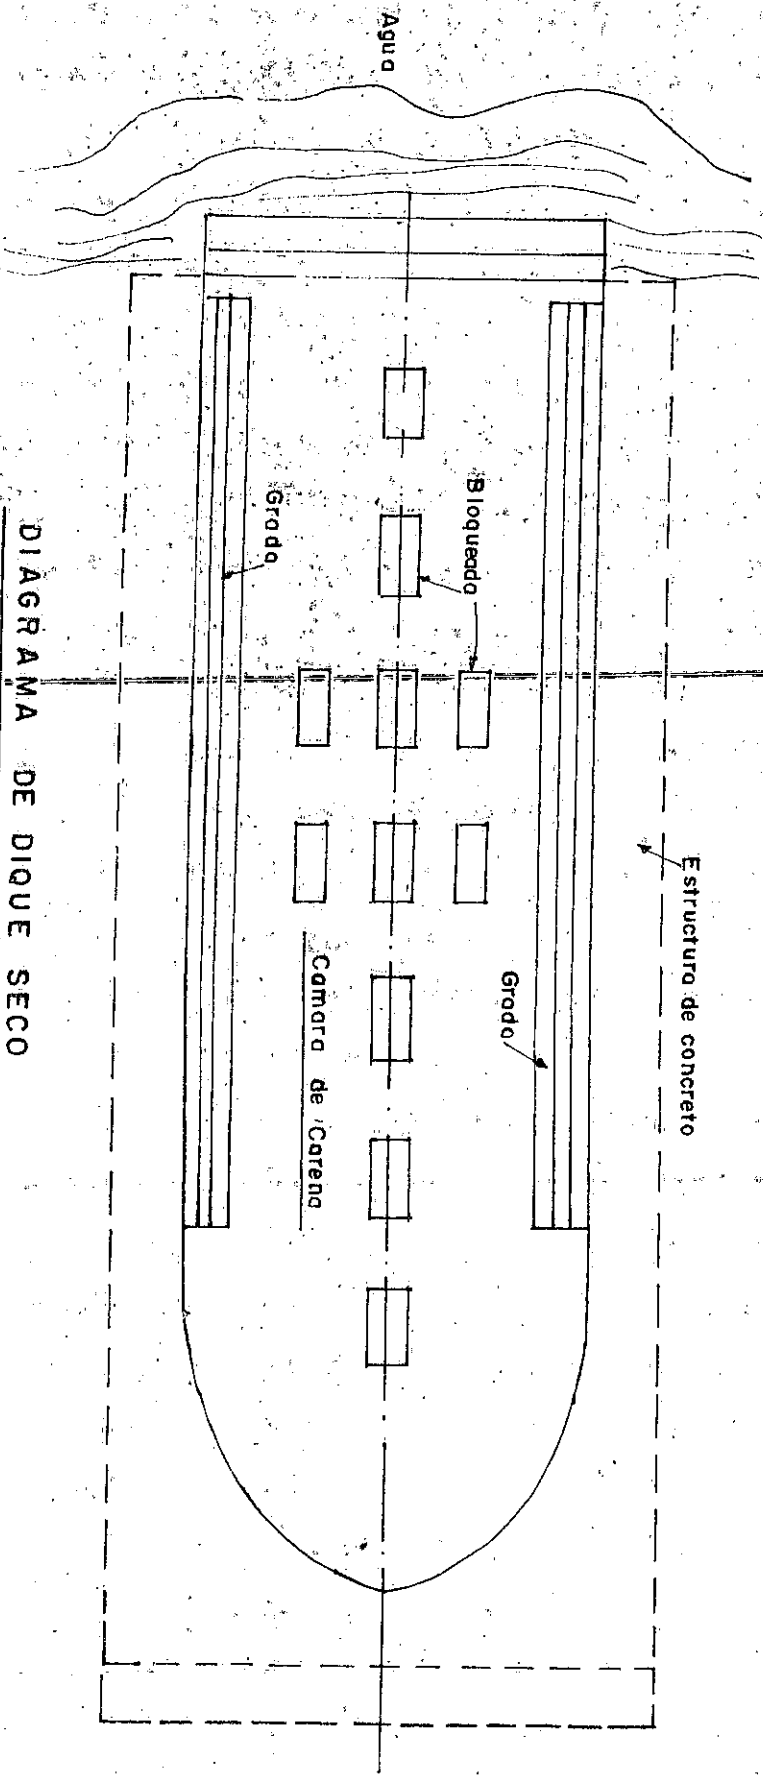 Agua
Estructura de concreto
Bloqueado
Grada
Grada
Camara de Carena
DIAGRAMA DE DIQUE SECO